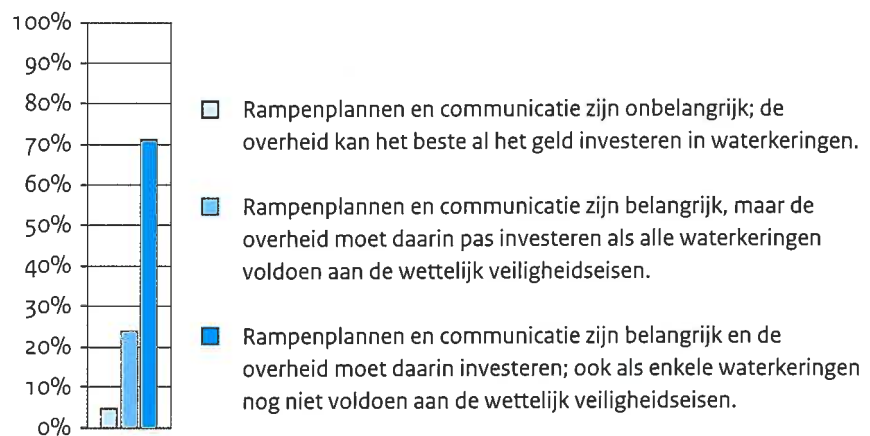 100%
90%
80%
70%
60%
50%
40%
30%
20%
10%
0%
Rampenplannen en communicatie zijn onbelangrijk; de
overheid kan het beste al het geld investeren in waterkeringen.
Rampenplannen en communicatie zijn belangrijk, maar de
overheid moet daarin pas investeren als alle waterkeringen
voldoen aan de wettelijk veiligheidseisen.
Rampenplannen en communicatie zijn belangrijk en de
overheid moet daarin investeren; ook als enkele waterkeringen
nog niet voldoen aan de wettelijk veiligheidseisen.